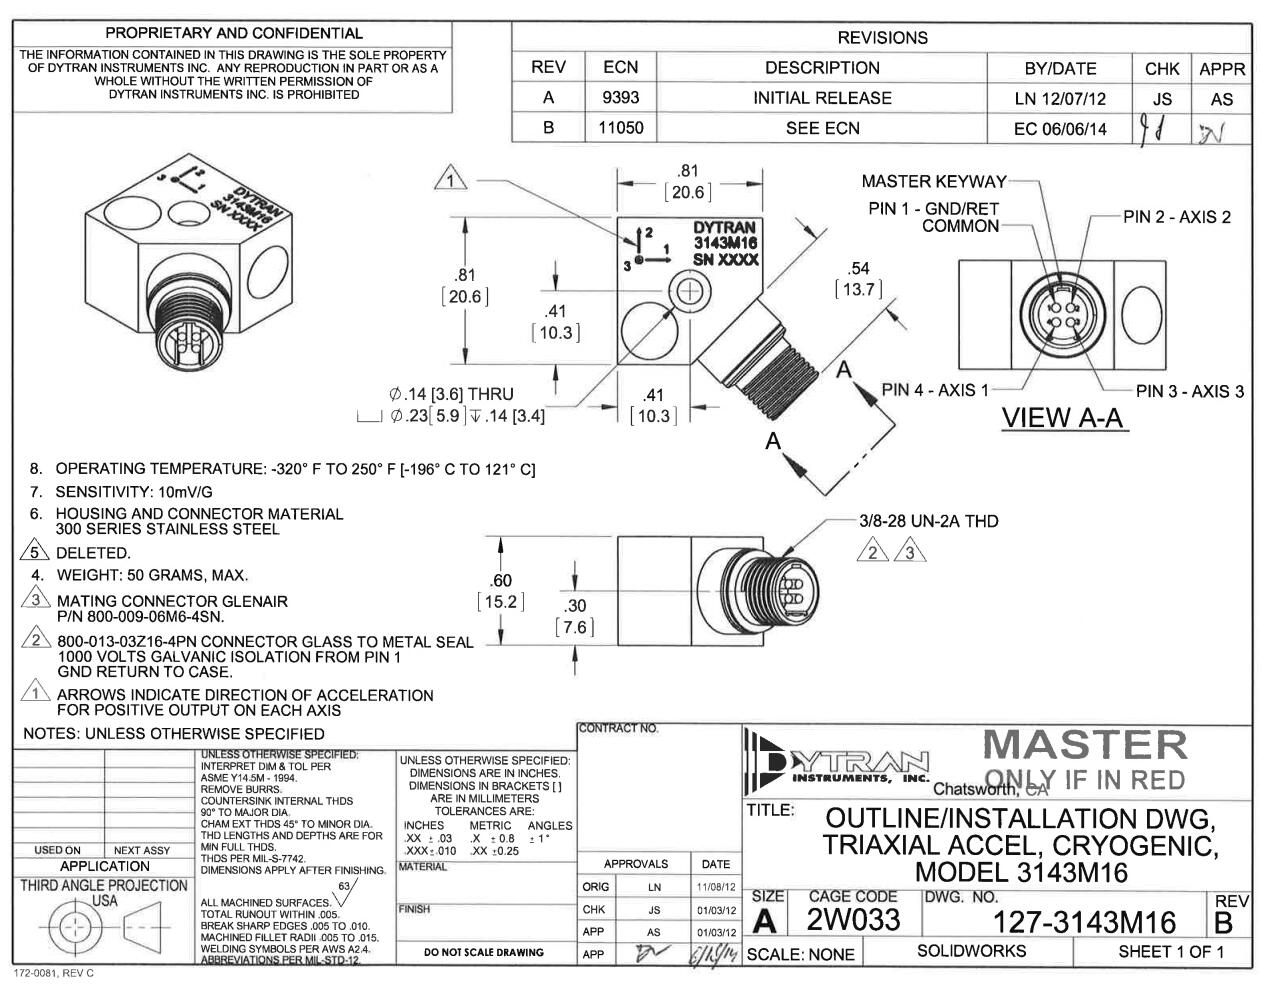 PROPRIETARY AND CONFIDENTIAL
THE INFORMATION CONTAINED IN THIS DRAWING IS THE SOLE PROPERTY
OF DYTRAN INSTRUMENTS INC. ANY REPRODUCTION IN PART OR AS A
WHOLE WITHOUT THE WRITTEN PERMISSION OF
DYTRAN INSTRUMENTS INC. IS PROHIBITED
REVISIONS
REV ECN DESCRIPTION BY/DATE CHK APPR
A 9393 INITIAL RELEASE LN 12/07/12 JS AS
B 11050 SEE ECN EC 06/06/14
2
3 1
DYTRAN
3143M16
SN XXXX
1
.81
[20.6]
DYTRAN
3143M16
SN XXXX
2
1
3
.81
[20.6]
.41
[10.3]
.54
[13.7]
Ø.14 [3.6] THRU
⌴ Ø.23[5.9]↧.14 [3.4]
.41
[10.3]
A
A
MASTER KEYWAY
PIN 1 - GND/RET
COMMON
PIN 2 - AXIS 2
1 2
4 3
PIN 4 - AXIS 1
PIN 3 - AXIS 3
VIEW A-A
8. OPERATING TEMPERATURE: -320° F TO 250° F [-196° C TO 121° C]
7. SENSITIVITY: 10mV/G
6. HOUSING AND CONNECTOR MATERIAL
300 SERIES STAINLESS STEEL
5 DELETED.
4. WEIGHT: 50 GRAMS, MAX.
3 MATING CONNECTOR GLENAIR
P/N 800-009-06M6-4SN.
2 800-013-03Z16-4PN CONNECTOR GLASS TO METAL SEAL
1000 VOLTS GALVANIC ISOLATION FROM PIN 1
GND RETURN TO CASE.
1 ARROWS INDICATE DIRECTION OF ACCELERATION
FOR POSITIVE OUTPUT ON EACH AXIS
NOTES: UNLESS OTHERWISE SPECIFIED
3/8-28 UN-2A THD
2 3
.60
[15.2]
.30
[7.6]
USED ON NEXT ASSY
APPLICATION
THIRD ANGLE PROJECTION
USA
172-0081, REV C
UNLESS OTHERWISE SPECIFIED:
INTERPRET DIM & TOL PER
ASME Y14.5M - 1994.
REMOVE BURRS.
COUNTERSINK INTERNAL THDS
90° TO MAJOR DIA.
CHAM EXT THDS 45° TO MINOR DIA.
THD LENGTHS AND DEPTHS ARE FOR
MIN FULL THDS.
THDS PER MIL-S-7742.
DIMENSIONS APPLY AFTER FINISHING.
63
ALL MACHINED SURFACES.
TOTAL RUNOUT WITHIN .005.
BREAK SHARP EDGES .005 TO .010.
MACHINED FILLET RADII .005 TO .015.
WELDING SYMBOLS PER AWS A2.4.
ABBREVIATIONS PER MIL-STD-12.
UNLESS OTHERWISE SPECIFIED:
DIMENSIONS ARE IN INCHES.
DIMENSIONS IN BRACKETS [ ]
ARE IN MILLIMETERS
TOLERANCES ARE:
INCHES METRIC ANGLES
.XX ± .03 .X ± 0.8 ± 1°
.XXX±.010 .XX ±0.25
MATERIAL
FINISH
DO NOT SCALE DRAWING
CONTRACT NO.
APPROVALS DATE
ORIG LN 11/08/12
CHK JS 01/03/12
APP AS 01/03/12
APP
DYTRAN
INSTRUMENTS, INC.
Chatsworth, CA
MASTER
ONLY IF IN RED
TITLE:
OUTLINE/INSTALLATION DWG,
TRIAXIAL ACCEL, CRYOGENIC,
MODEL 3143M16
SIZE CAGE CODE DWG. NO. REV
A 2W033 127-3143M16 B
SCALE: NONE SOLIDWORKS SHEET 1 OF 1